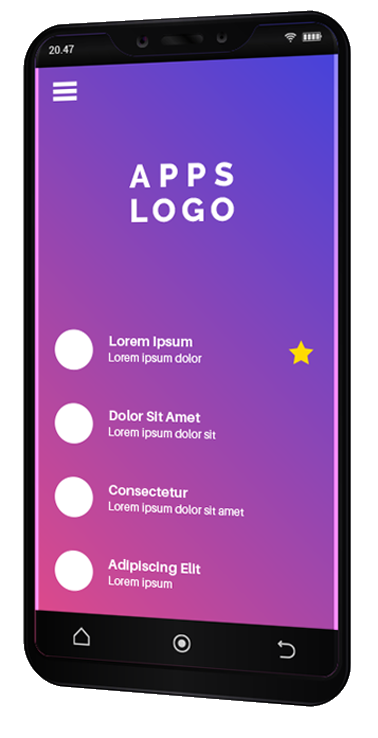 20.47
APPS
LOGO
Lorem Ipsum
Lorem ipsum dolor
Dolor Sit Amet
Lorem ipsum dolor sit
Consectetur
Lorem ipsum dolor sit amet
Adipiscing Elit
Lorem ipsum